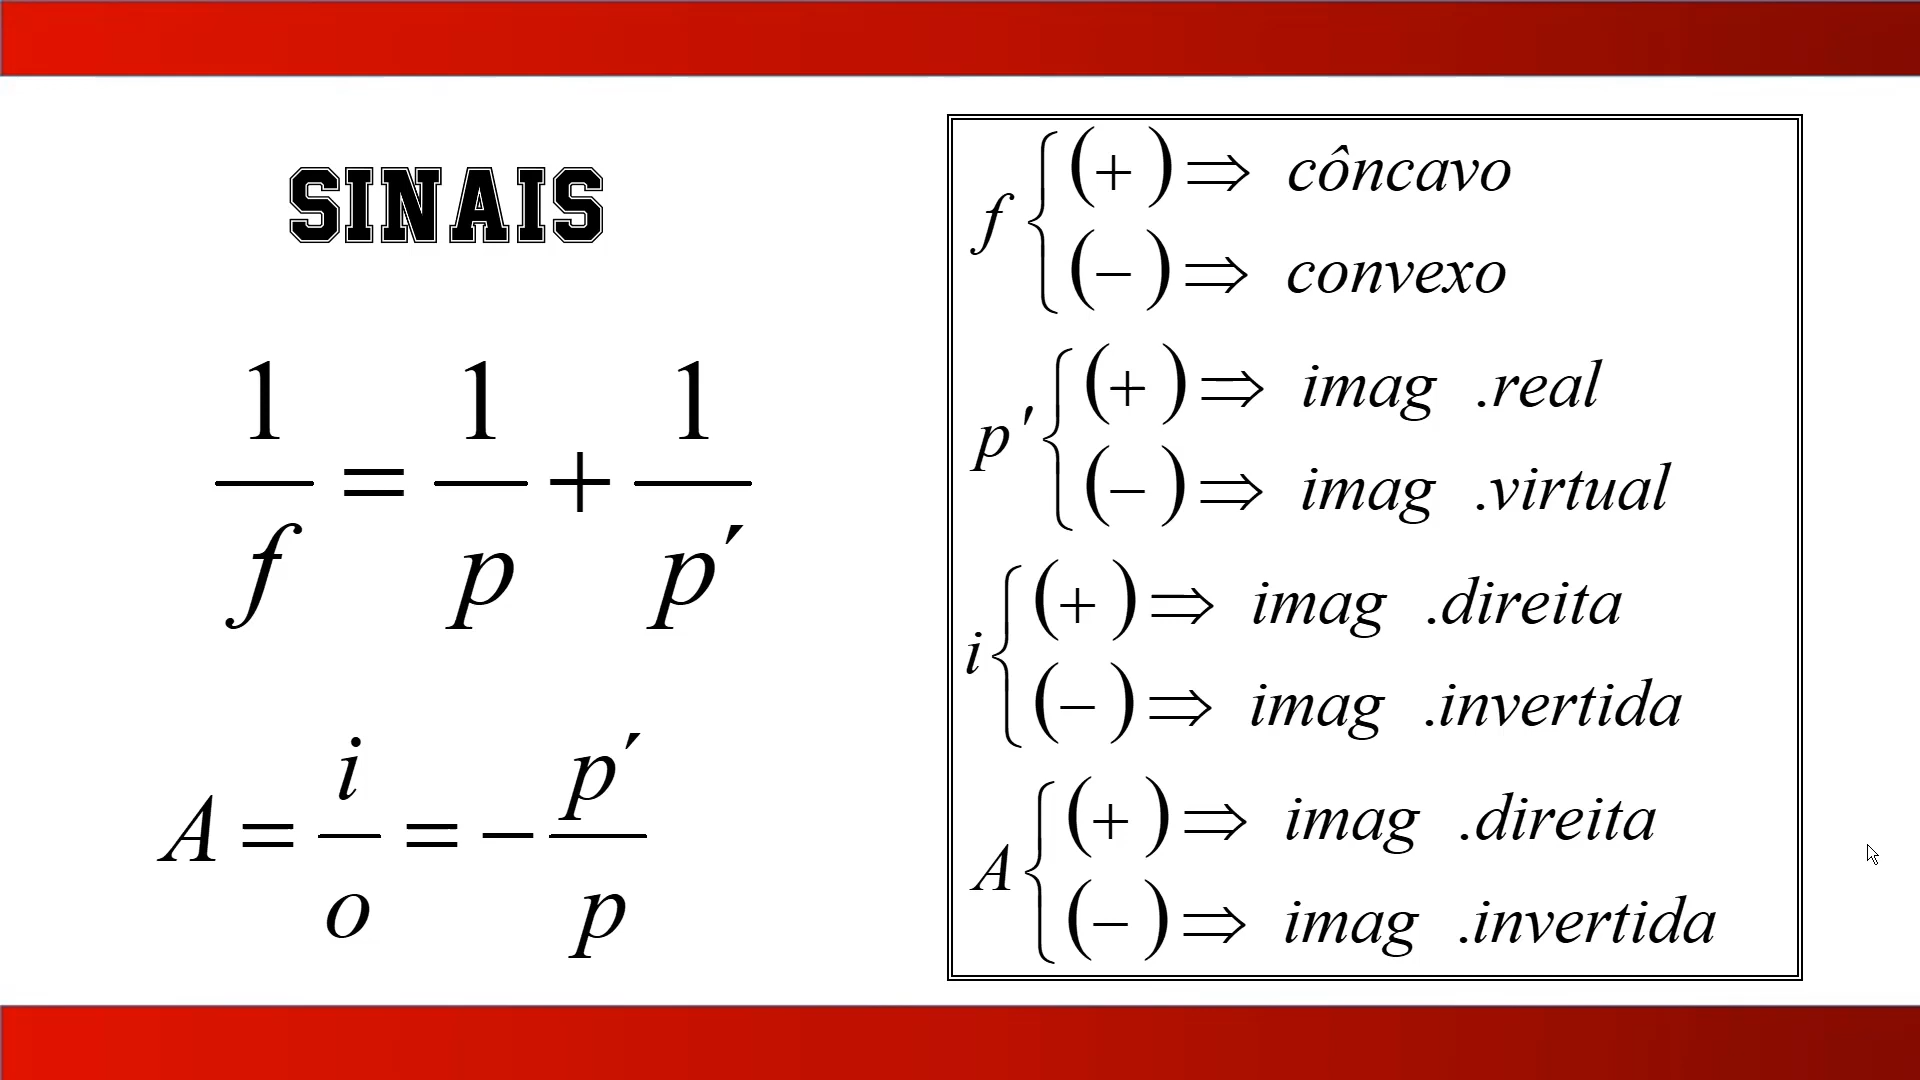 SINAIS
1/f = 1/p + 1/p′
A = i/o = − p′/p
f { (+) ⇒ côncavo
(−) ⇒ convexo
p′ { (+) ⇒ imag .real
(−) ⇒ imag .virtual
i { (+) ⇒ imag .direita
(−) ⇒ imag .invertida
A { (+) ⇒ imag .direita
(−) ⇒ imag .invertida